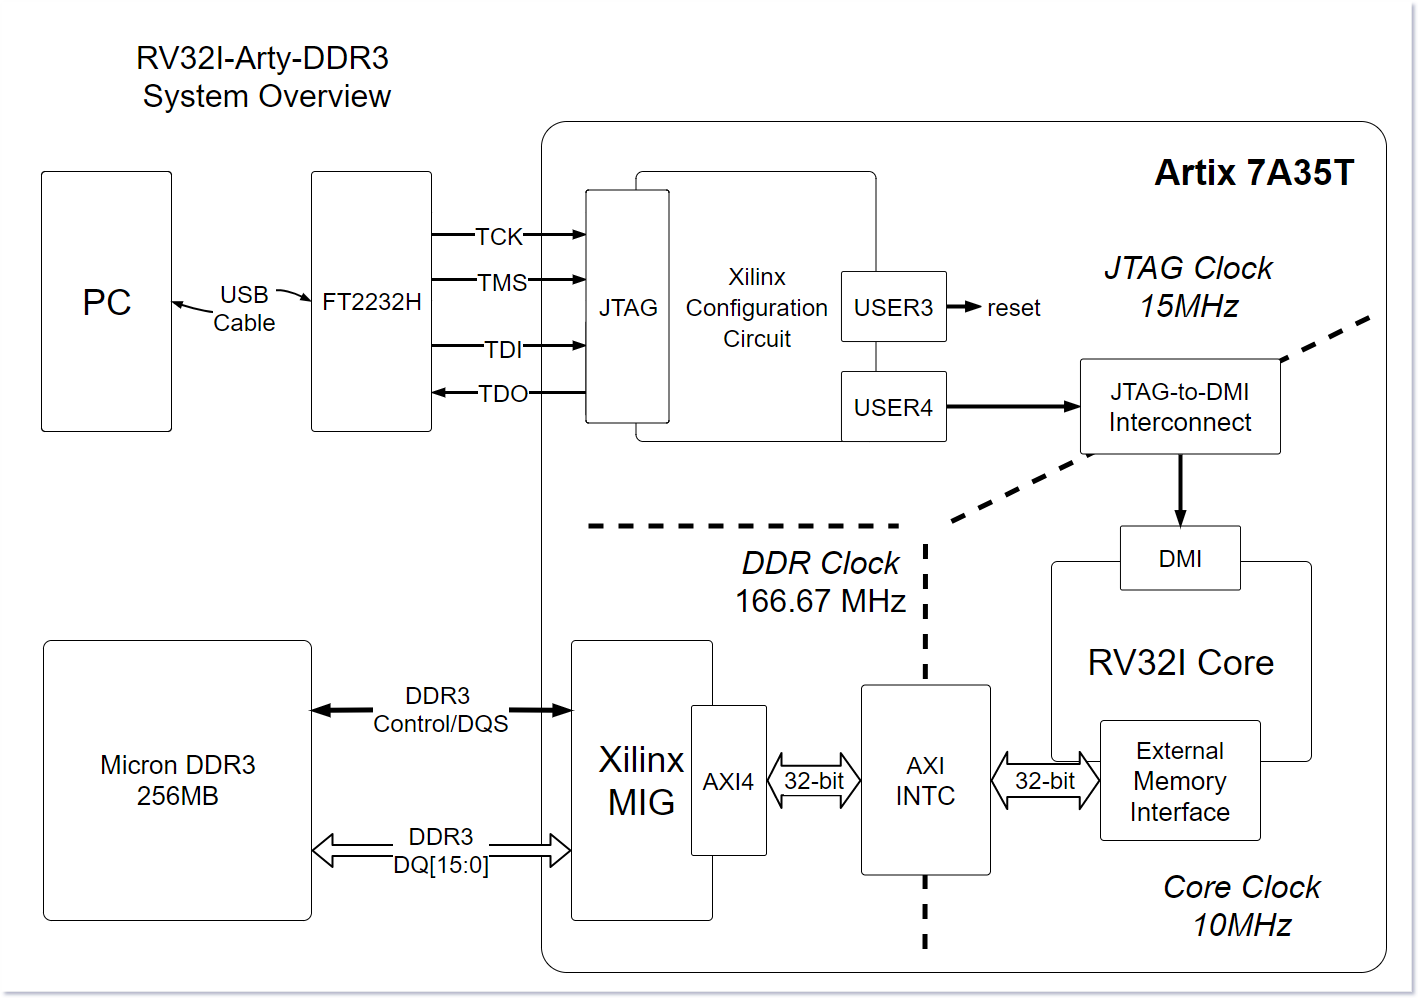 RV32I-Arty-DDR3
System Overview
Artix 7A35T
PC
USB
Cable
FT2232H
TCK
TMS
TDI
TDO
JTAG
Xilinx
Configuration
Circuit
USER3
reset
USER4
JTAG Clock
15MHz
JTAG-to-DMI
Interconnect
DMI
RV32I Core
DDR Clock
166.67 MHz
Micron DDR3
256MB
DDR3
Control/DQS
DDR3
DQ[15:0]
Xilinx
MIG
AXI4
32-bit
AXI
INTC
32-bit
External
Memory
Interface
Core Clock
10MHz